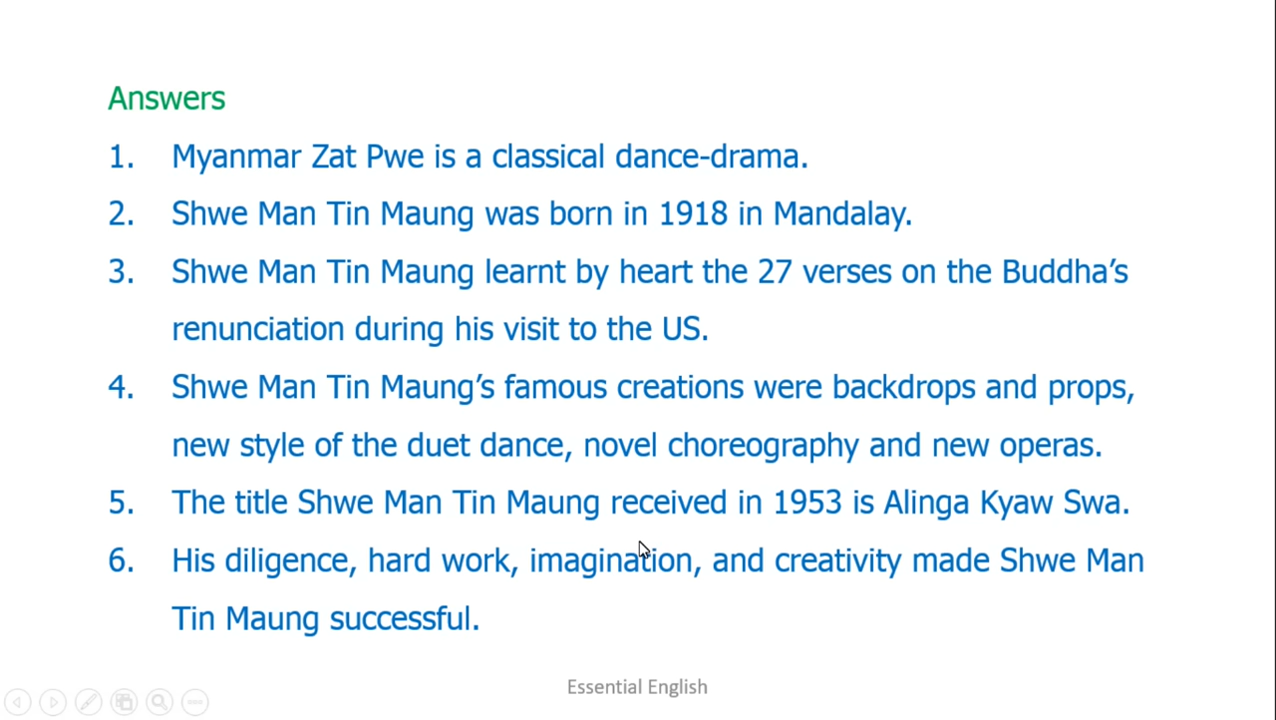 Answers
1. Myanmar Zat Pwe is a classical dance-drama.
2. Shwe Man Tin Maung was born in 1918 in Mandalay.
3. Shwe Man Tin Maung learnt by heart the 27 verses on the Buddha’s
renunciation during his visit to the US.
4. Shwe Man Tin Maung’s famous creations were backdrops and props,
new style of the duet dance, novel choreography and new operas.
5. The title Shwe Man Tin Maung received in 1953 is Alinga Kyaw Swa.
6. His diligence, hard work, imagination, and creativity made Shwe Man
Tin Maung successful.
Essential English